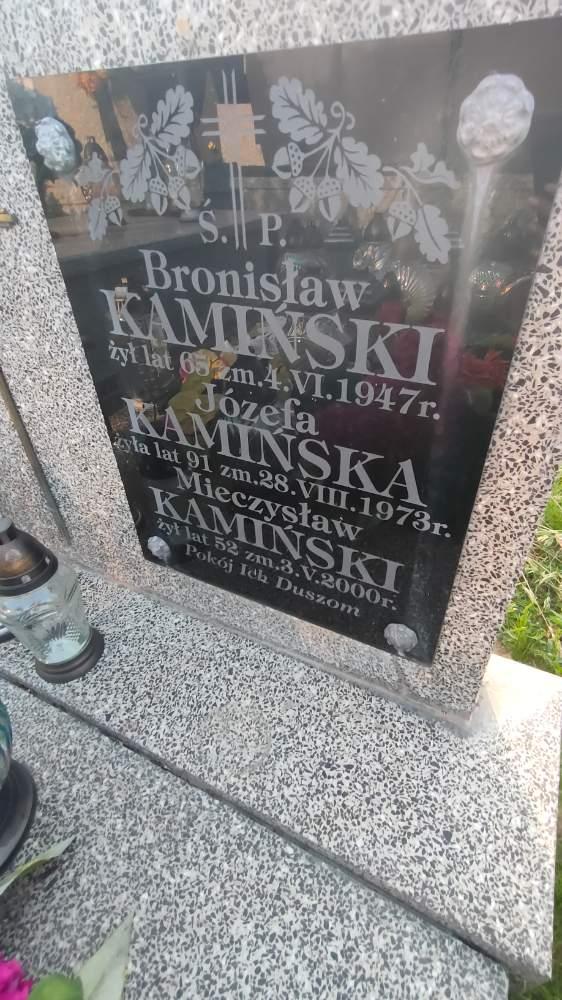 Ś. P.
Bronisław
KAMIŃSKI
żył lat 65 zm.4.VI.1947r.
Józefa
KAMIŃSKA
żyła lat 91 zm.28.VIII.1973r.
Mieczysław
KAMIŃSKI
żył lat 52 zm.3.V.2000r.
Pokój Ich Duszom